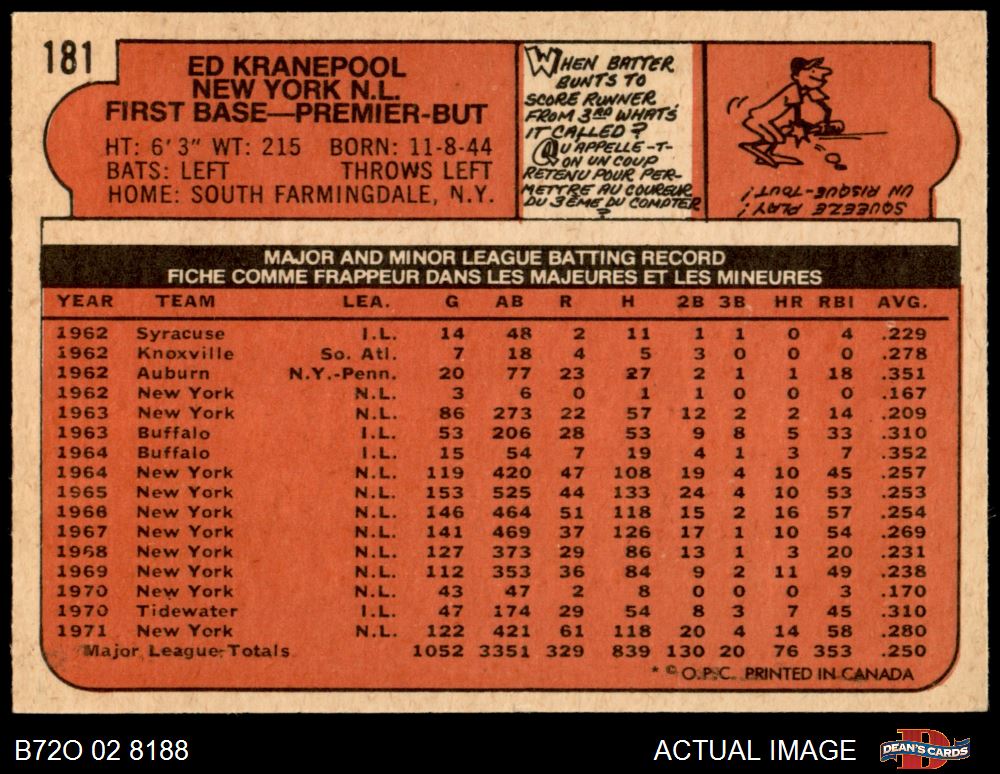 181
ED KRANEPOOL
NEW YORK N.L.
FIRST BASE—PREMIER-BUT
HT: 6' 3" WT: 215 BORN: 11-8-44
BATS: LEFT THROWS LEFT
HOME: SOUTH FARMINGDALE, N.Y.
WHEN BATTER
BUNTS TO
SCORE RUNNER
FROM 3RD WHAT'S
IT CALLED?
QU'APPELLE-T-
ON UN COUP
RETENU POUR PER-
METTRE AU COUREUR
DU 3EME DU COMPTER
?
SQUEEZE PLAY!
UN RISQUE-TOUT!
MAJOR AND MINOR LEAGUE BATTING RECORD
FICHE COMME FRAPPEUR DANS LES MAJEURES ET LES MINEURES
YEAR TEAM LEA. G AB R H 2B 3B HR RBI AVG.
1962 Syracuse I.L. 14 48 2 11 1 1 0 4 .229
1962 Knoxville So. Atl. 7 18 4 5 3 0 0 0 .278
1962 Auburn N.Y.-Penn. 20 77 23 27 2 1 1 18 .351
1962 New York N.L. 3 6 0 1 1 0 0 0 .167
1963 New York N.L. 86 273 22 57 12 2 2 14 .209
1963 Buffalo I.L. 53 206 28 53 9 8 5 33 .310
1964 Buffalo I.L. 15 54 7 19 4 1 3 7 .352
1964 New York N.L. 119 420 47 108 19 4 10 45 .257
1965 New York N.L. 153 525 44 133 24 4 10 53 .253
1966 New York N.L. 146 464 51 118 15 2 16 57 .254
1967 New York N.L. 141 469 37 126 17 1 10 54 .269
1968 New York N.L. 127 373 29 86 13 1 3 20 .231
1969 New York N.L. 112 353 36 84 9 2 11 49 .238
1970 New York N.L. 43 47 2 8 0 0 0 3 .170
1970 Tidewater I.L. 47 174 29 54 8 3 7 45 .310
1971 New York N.L. 122 421 61 118 20 4 14 58 .280
Major League Totals 1052 3351 329 839 130 20 76 353 .250
* © O.P.C. PRINTED IN CANADA
B72O 02 8188
ACTUAL IMAGE
DEAN'S CARDS